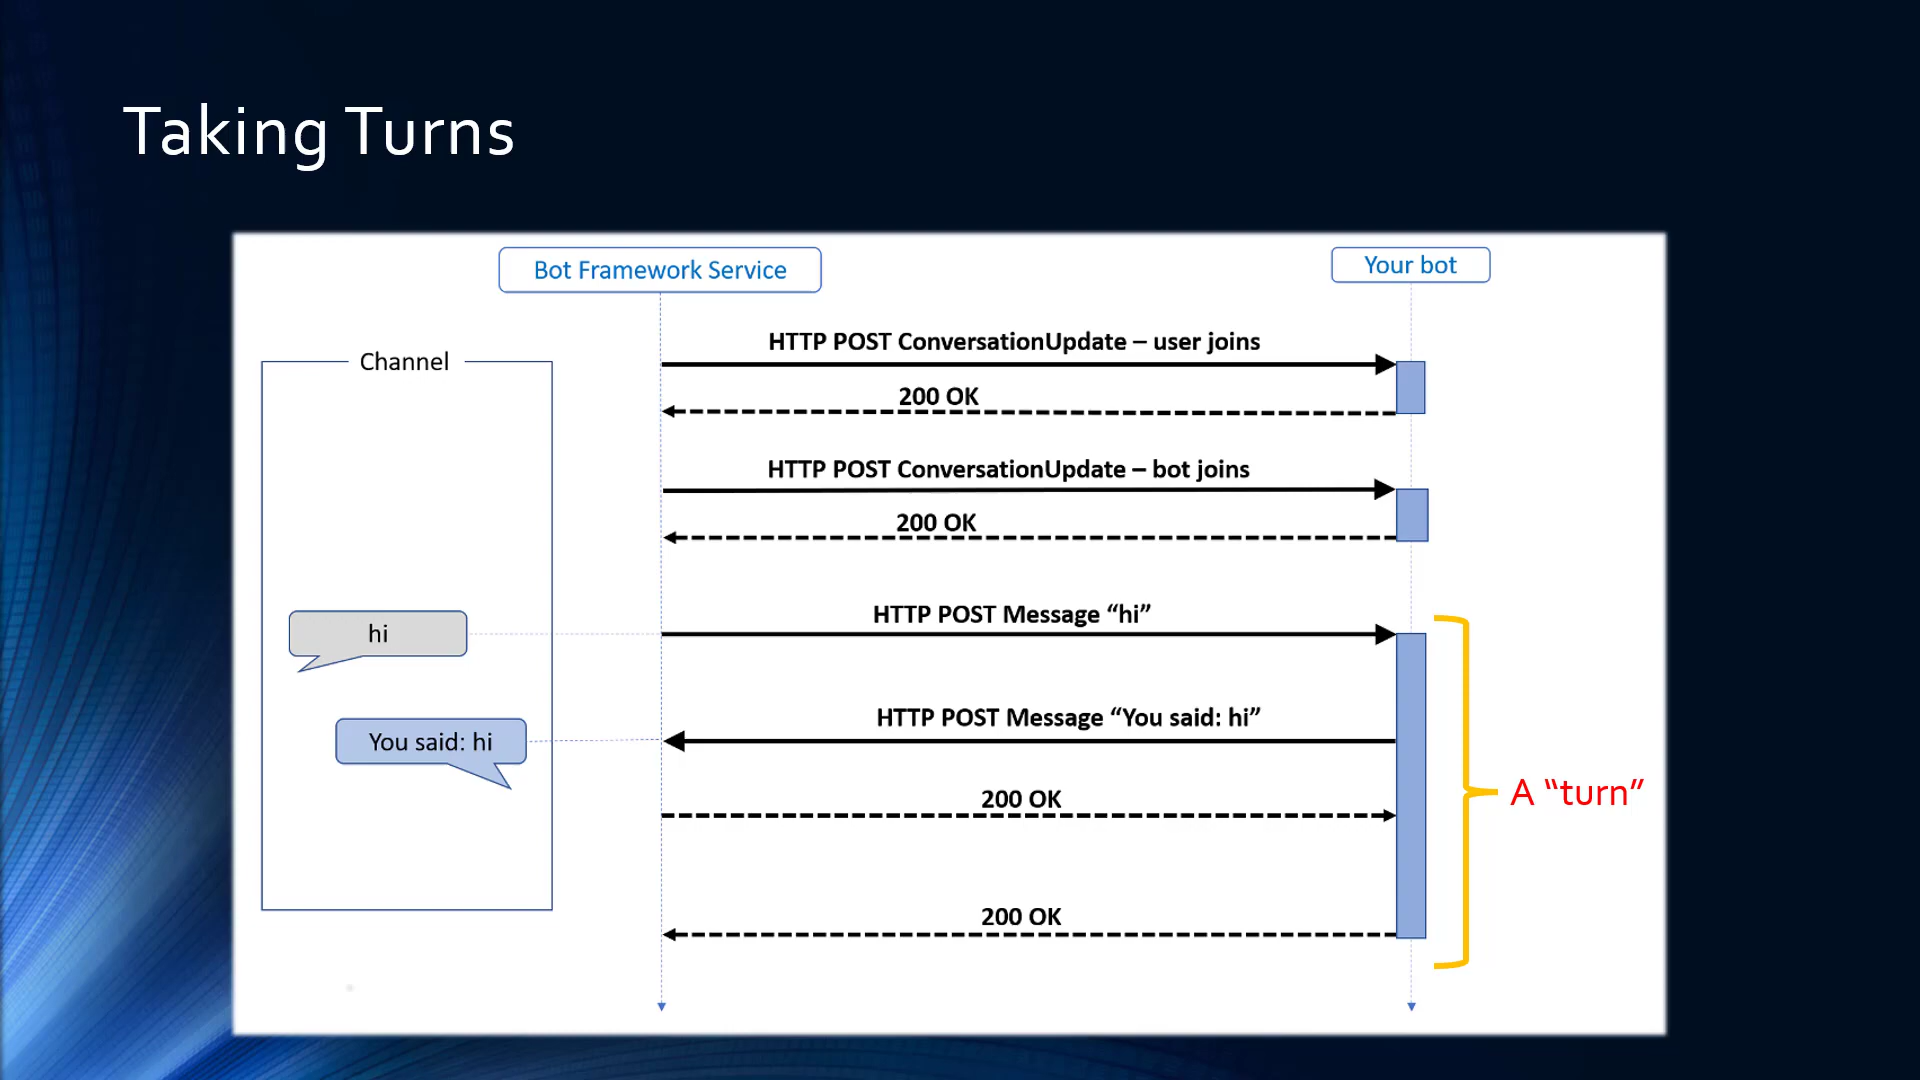 Taking Turns
Bot Framework Service
Your bot
HTTP POST ConversationUpdate – user joins
Channel
200 OK
HTTP POST ConversationUpdate – bot joins
200 OK
HTTP POST Message “hi”
hi
HTTP POST Message “You said: hi”
You said: hi
200 OK
A “turn”
200 OK